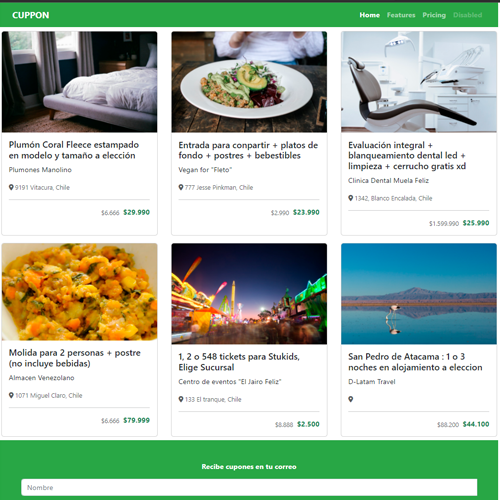 CUPPON
Home Features Pricing Disabled
Plumón Coral Fleece estampado
en modelo y tamaño a elección
Plumones Manolino
9191 Vitacura, Chile
$6.666 $29.990
Entrada para conpartir + platos de
fondo + postres + bebestibles
Vegan for "Fleto"
777 Jesse Pinkman, Chile
$2.990 $23.990
Evaluación integral +
blanqueamiento dental led +
limpieza + cerrucho gratis xd
Clinica Dental Muela Feliz
1342, Blanco Encalada, Chile
$1.599.990 $25.990
Molida para 2 personas + postre
(no incluye bebidas)
Almacen Venezolano
1071 Miguel Claro, Chile
$6.666 $79.999
1, 2 o 548 tickets para Stukids,
Elige Sucursal
Centro de eventos "El Jairo Feliz"
133 El tranque, Chile
$8.888 $2.500
San Pedro de Atacama : 1 o 3
noches en alojamiento a eleccion
D-Latam Travel
$88.200 $44.100
Recibe cupones en tu correo
Nombre